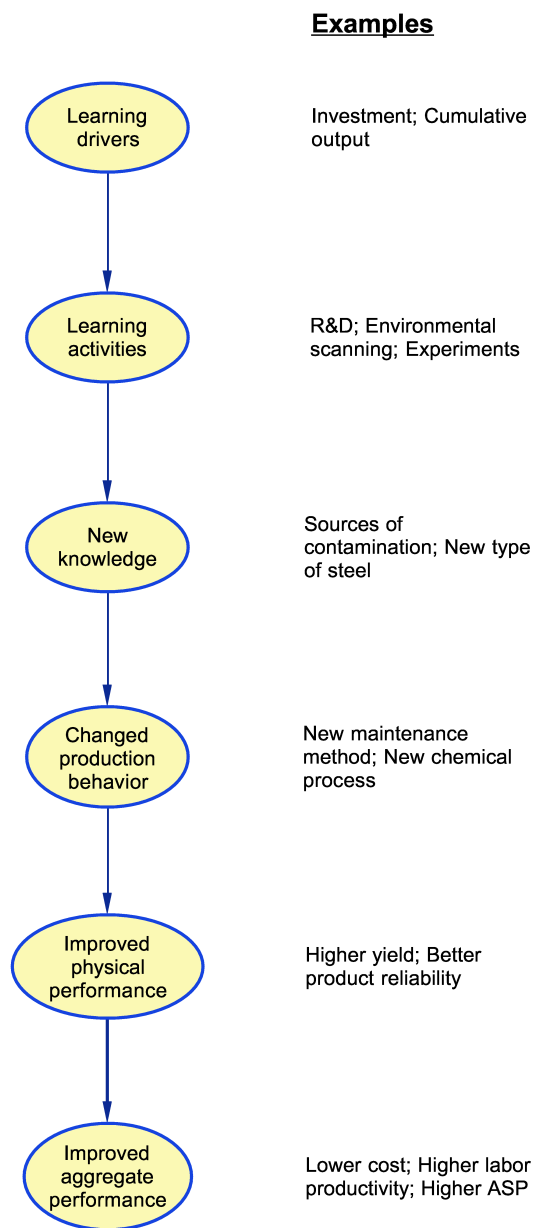 Examples
Learning
drivers
Investment; Cumulative
output
Learning
activities
R&D; Environmental
scanning; Experiments
New
knowledge
Sources of
contamination; New type
of steel
Changed
production
behavior
New maintenance
method; New chemical
process
Improved
physical
performance
Higher yield; Better
product reliability
Improved
aggregate
performance
Lower cost; Higher labor
productivity; Higher ASP